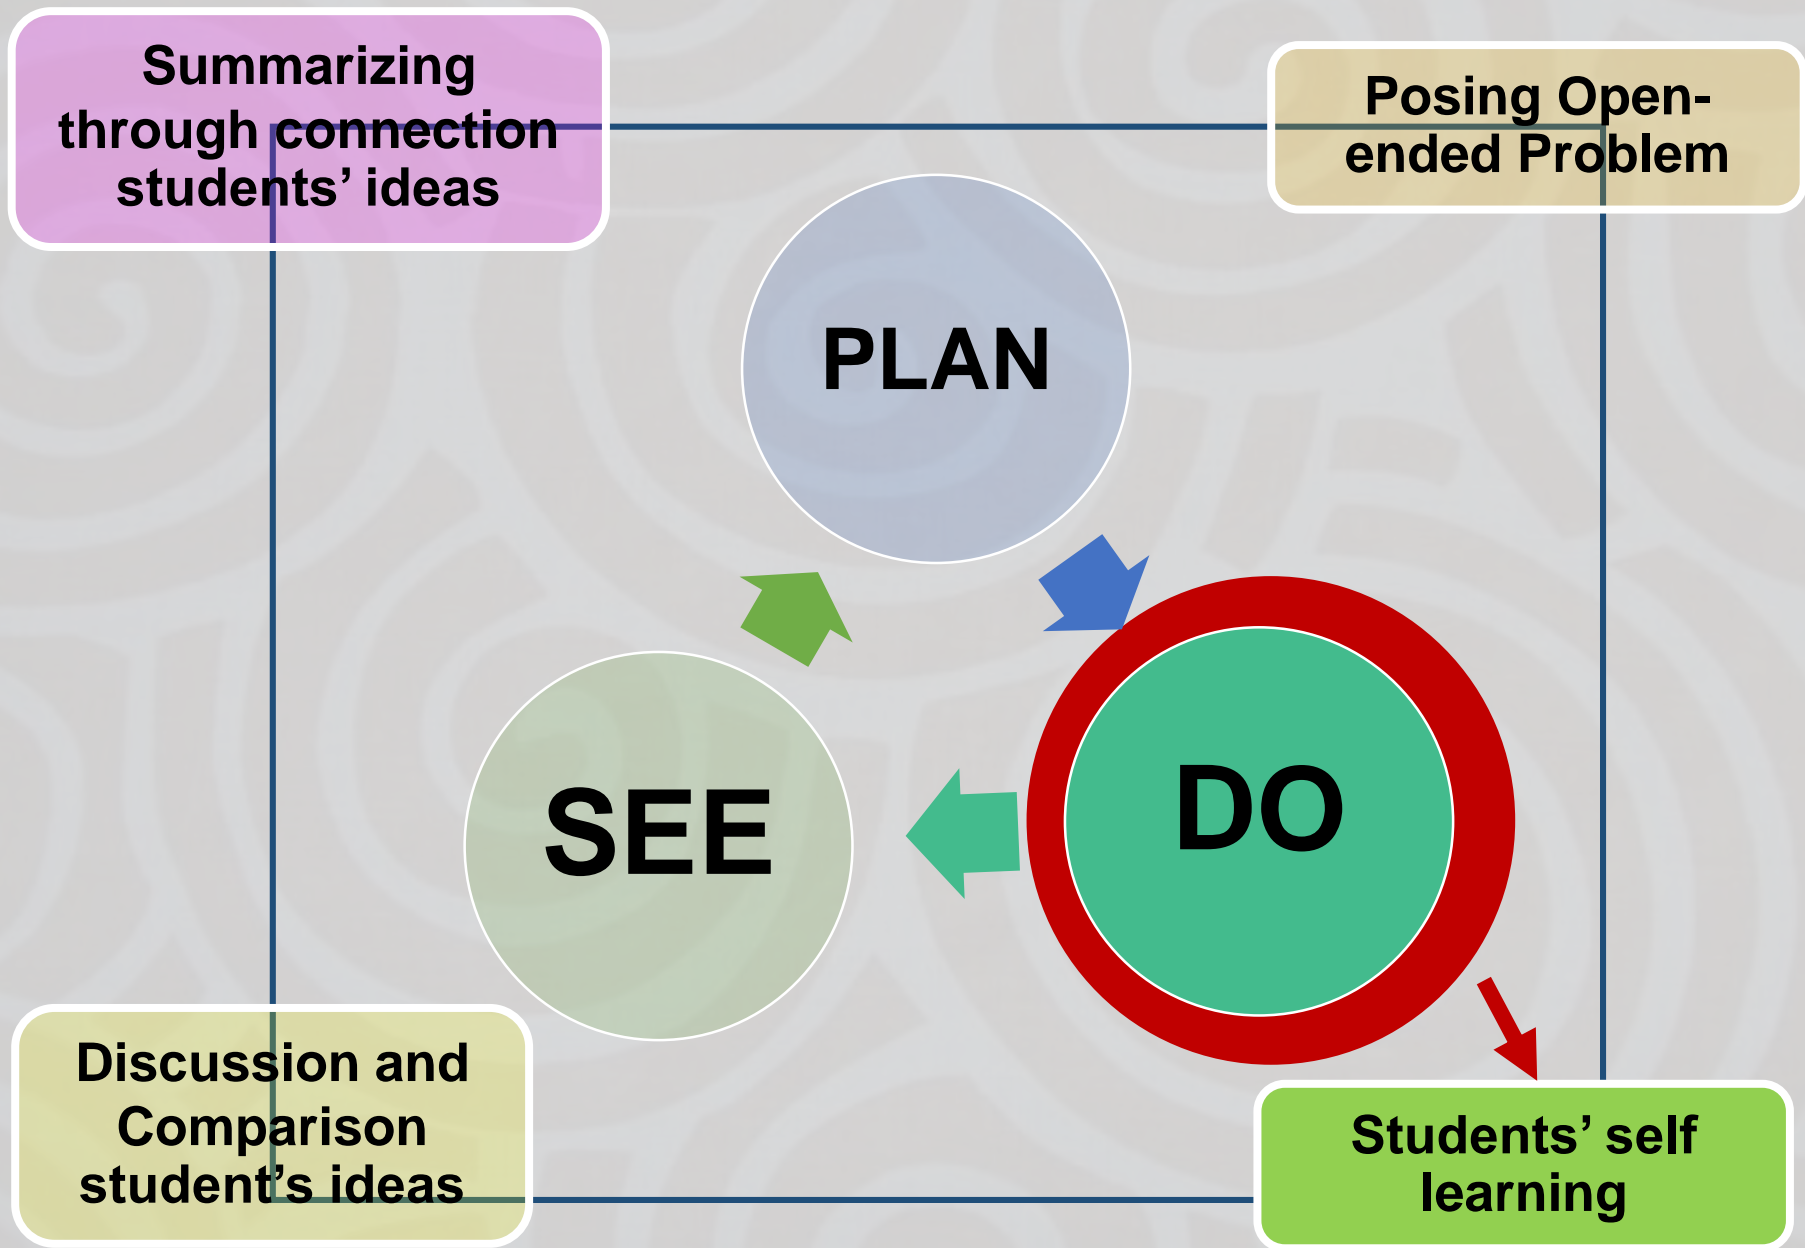 Summarizing
through connection
students’ ideas
Posing Open-
ended Problem
PLAN
DO
SEE
Discussion and
Comparison
student’s ideas
Students’ self
learning